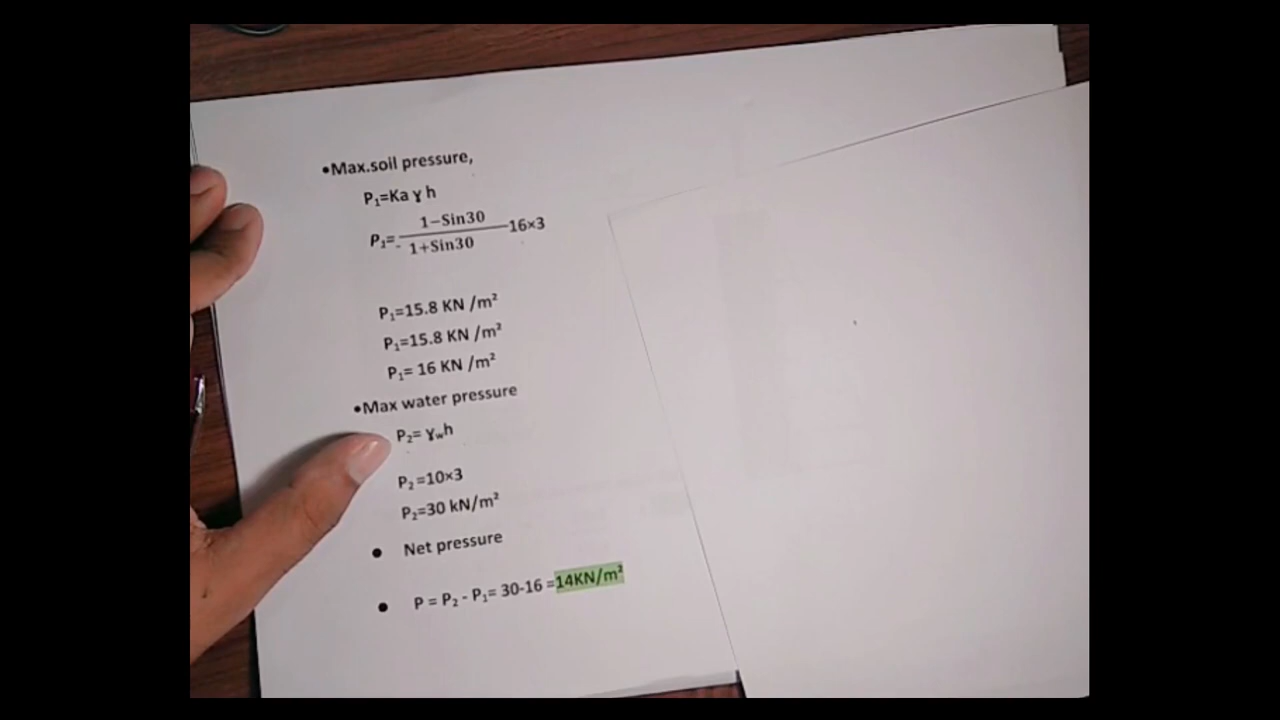 •Max.soil pressure,
P₁=Ka ɣ h
P₁= (1−Sin30)/(1+Sin30) 16×3
P₁=15.8 KN /m²
P₁=15.8 KN /m²
P₁= 16 KN /m²
•Max water pressure
P₂= ɣwh
P₂=10×3
P₂=30 kN/m²
• Net pressure
• P = P₂ - P₁= 30-16 =14KN/m²